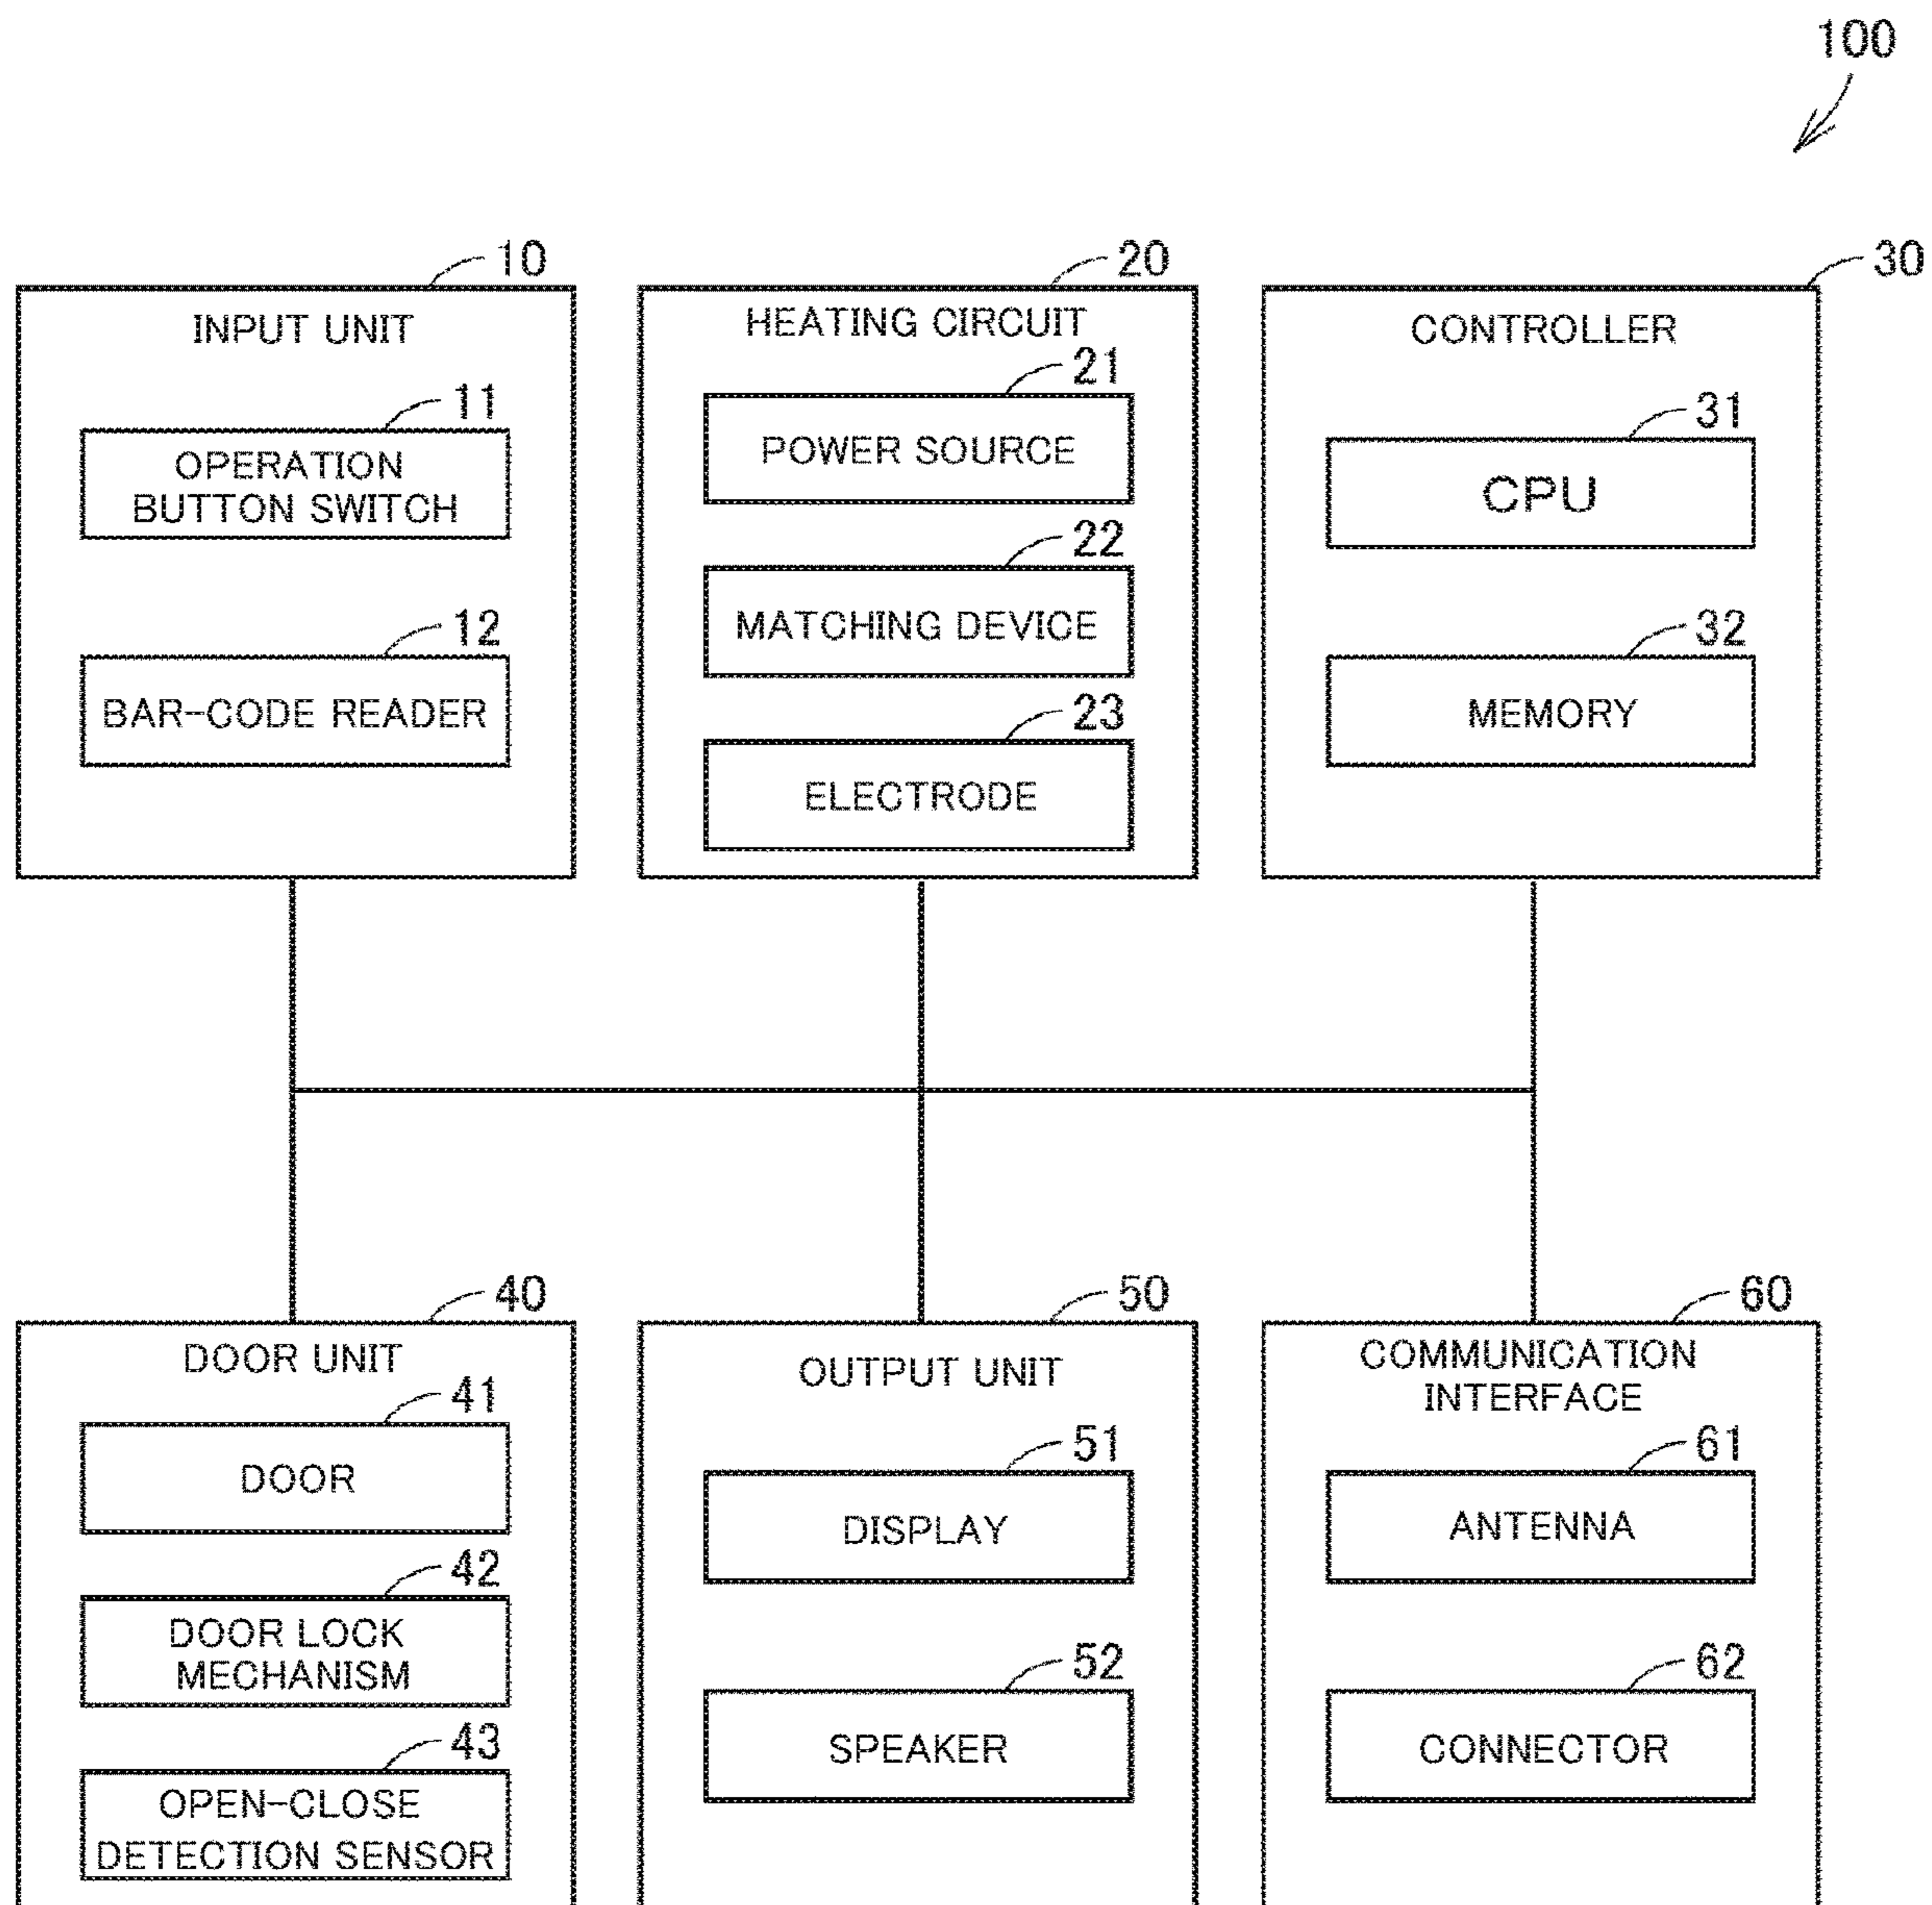 100
10
INPUT UNIT
11
OPERATION
BUTTON SWITCH
12
BAR-CODE READER
20
HEATING CIRCUIT
21
POWER SOURCE
22
MATCHING DEVICE
23
ELECTRODE
30
CONTROLLER
31
CPU
32
MEMORY
40
DOOR UNIT
41
DOOR
42
DOOR LOCK
MECHANISM
43
OPEN-CLOSE
DETECTION SENSOR
50
OUTPUT UNIT
51
DISPLAY
52
SPEAKER
60
COMMUNICATION
INTERFACE
61
ANTENNA
62
CONNECTOR